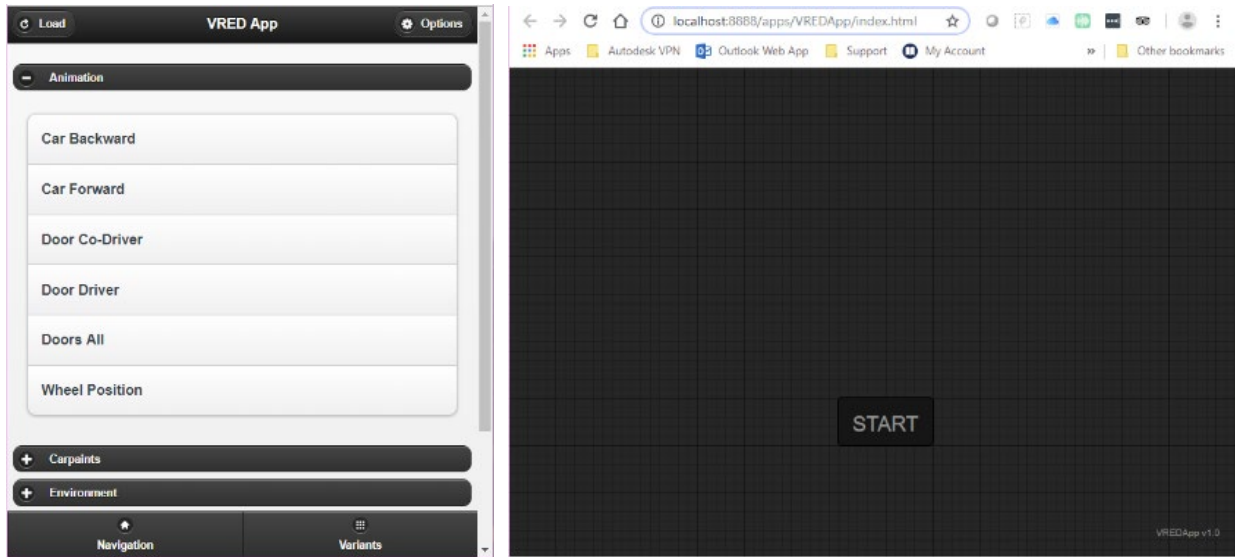 Load VRED App Options
Animation
Car Backward
Car Forward
Door Co-Driver
Door Driver
Doors All
Wheel Position
Carpaints
Environment
Navigation Variants
localhost:8888/apps/VREDApp/index.html
Apps Autodesk VPN Outlook Web App Support My Account » Other bookmarks
START
VREDApp v1.0